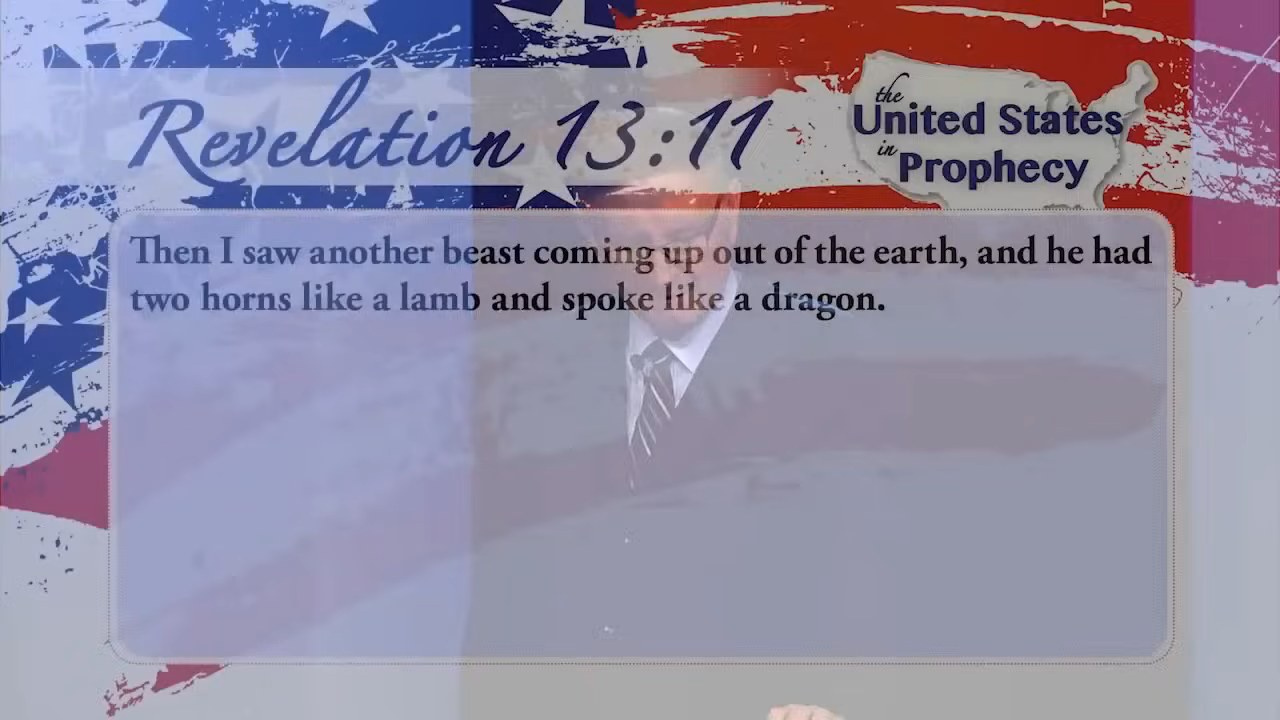 Revelation 13:11
the
United States
in
Prophecy
Then I saw another beast coming up out of the earth, and he had
two horns like a lamb and spoke like a dragon.